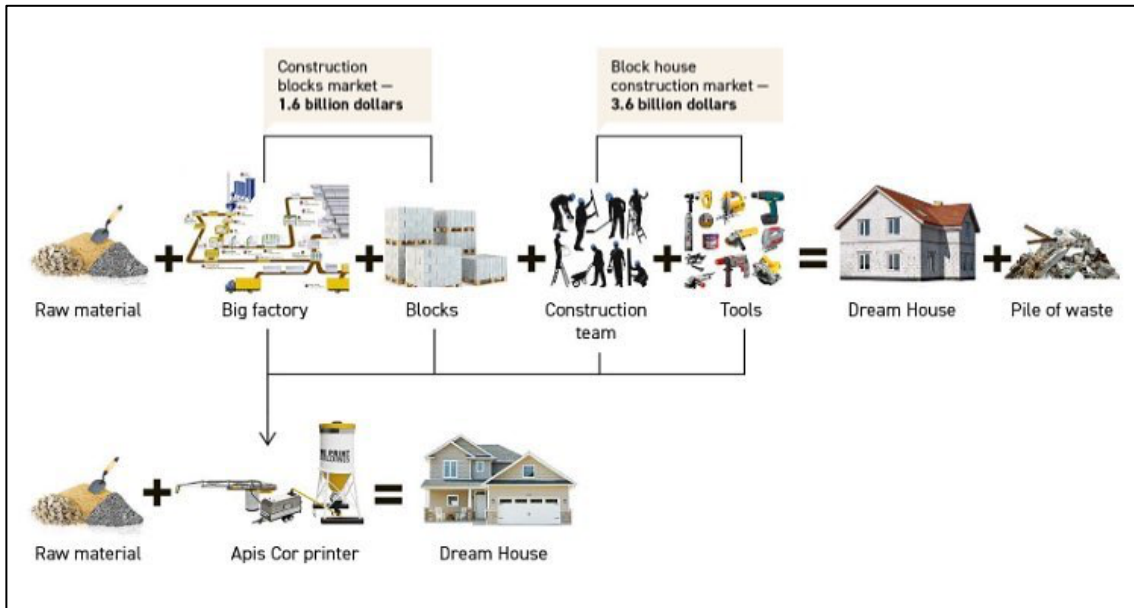 Construction
blocks market —
1.6 billion dollars
Block house
construction market —
3.6 billion dollars
Raw material
Big factory
Blocks
Construction
team
Tools
Dream House
Pile of waste
Raw material
Apis Cor printer
Dream House